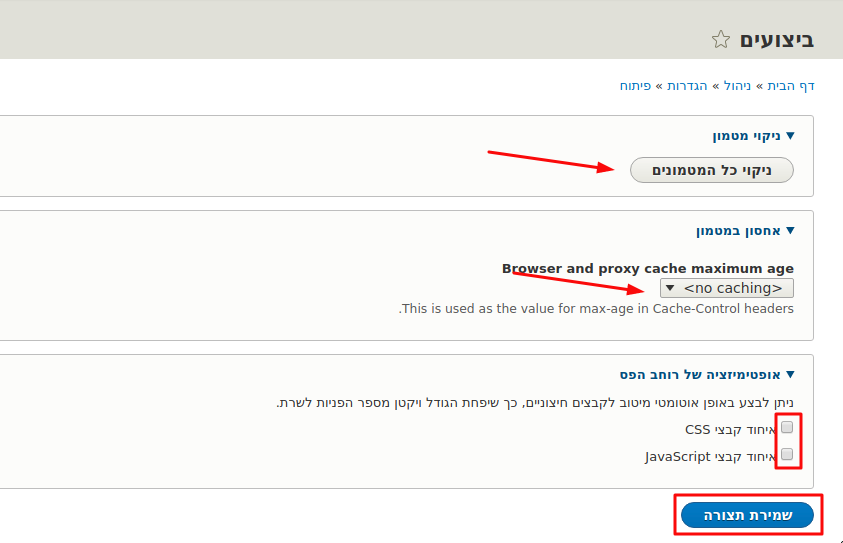 ביצועים
דף הבית » ניהול » הגדרות » פיתוח
ניקוי מטמון
ניקוי כל המטמונים
אחסון במטמון
Browser and proxy cache maximum age
<no caching>
This is used as the value for max-age in Cache-Control headers.
אופטימיזציה של רוחב הפס
ניתן לבצע באופן אוטומטי מיטוב לקבצים חיצוניים, כך שיפחת הגודל ויקטן מספר הפניות לשרת.
איחוד קבצי CSS
איחוד קבצי JavaScript
שמירת תצורה